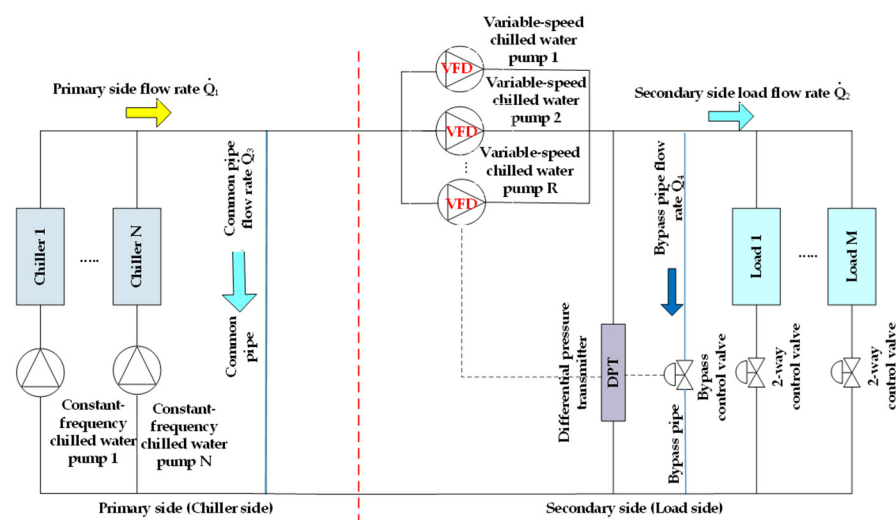 Primary side flow rate Q̇₁
Variable-speed
chilled water
pump 1
VFD
Variable-speed
chilled water
pump 2
VFD
.....
Variable-speed
chilled water
pump R
VFD
Secondary side load flow rate Q̇₂
Common pipe
flow rate Q̇₃
Bypass pipe flow
rate Q̇₄
Chiller 1
.....
Chiller N
Load 1
.....
Load M
Common
pipe
Differential pressure
transmitter
DPT
Bypass pipe
Bypass
control valve
2-way
control valve
2-way
control valve
Constant-
frequency
chilled water
pump 1
Constant-
frequency
chilled water
pump N
Primary side (Chiller side)
Secondary side (Load side)